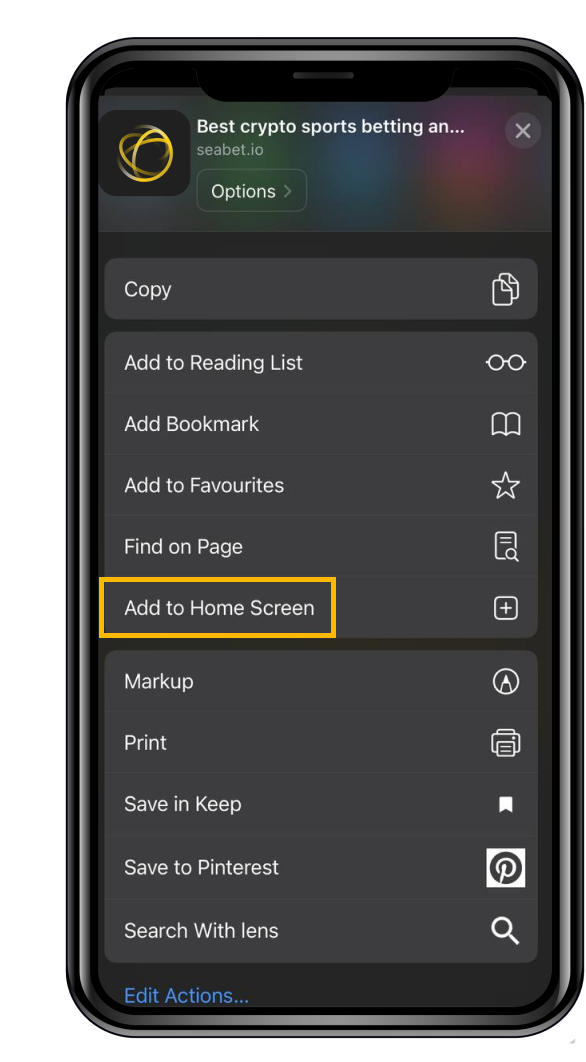 Best crypto sports betting an...
seabet.io
Options
Copy
Add to Reading List
Add Bookmark
Add to Favourites
Find on Page
Add to Home Screen
Markup
Print
Save in Keep
Save to Pinterest
Search With lens
Edit Actions...